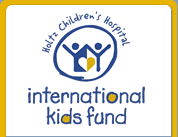 Holtz Children's Hospital
international
kids fund